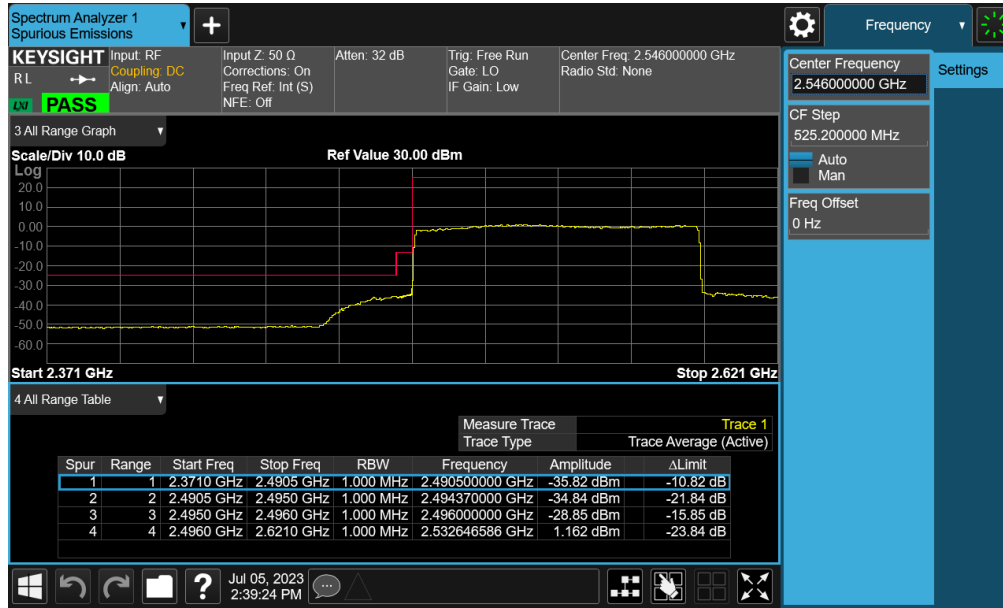 Spectrum Analyzer 1
Spurious Emissions
Frequency
KEYSIGHT
R L
LXI
PASS
Input: RF
Coupling: DC
Align: Auto
Input Z: 50 Ω
Corrections: On
Freq Ref: Int (S)
NFE: Off
Atten: 32 dB
Trig: Free Run
Gate: LO
IF Gain: Low
Center Freq: 2.546000000 GHz
Radio Std: None
Center Frequency
2.546000000 GHz
Settings
CF Step
525.200000 MHz
Auto
Man
Freq Offset
0 Hz
3 All Range Graph
Scale/Div 10.0 dB
Ref Value 30.00 dBm
Log
20.0
10.0
0.00
-10.0
-20.0
-30.0
-40.0
-50.0
-60.0
Start 2.371 GHz
Stop 2.621 GHz
4 All Range Table
Measure Trace Trace 1
Trace Type Trace Average (Active)
Spur Range Start Freq Stop Freq RBW Frequency Amplitude ΔLimit
1 1 2.3710 GHz 2.4905 GHz 1.000 MHz 2.490500000 GHz -35.82 dBm -10.82 dB
2 2 2.4905 GHz 2.4950 GHz 1.000 MHz 2.494370000 GHz -34.84 dBm -21.84 dB
3 3 2.4950 GHz 2.4960 GHz 1.000 MHz 2.496000000 GHz -28.85 dBm -15.85 dB
4 4 2.4960 GHz 2.6210 GHz 1.000 MHz 2.532646586 GHz 1.162 dBm -23.84 dB
?
Jul 05, 2023
2:39:24 PM